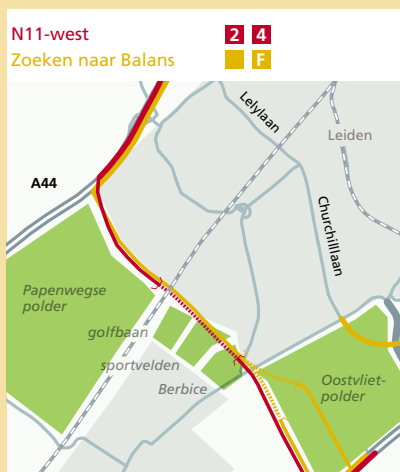 N11-west 2 4
Zoeken naar Balans F
Lelylaan
Leiden
A44
Churchilllaan
Papenwegse
polder
golfbaan
sportvelden
Berbice
Oostvliet-
polder